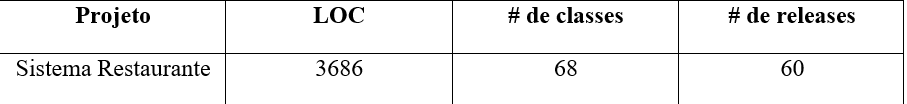 Projeto LOC # de classes # de releases
Sistema Restaurante 3686 68 60